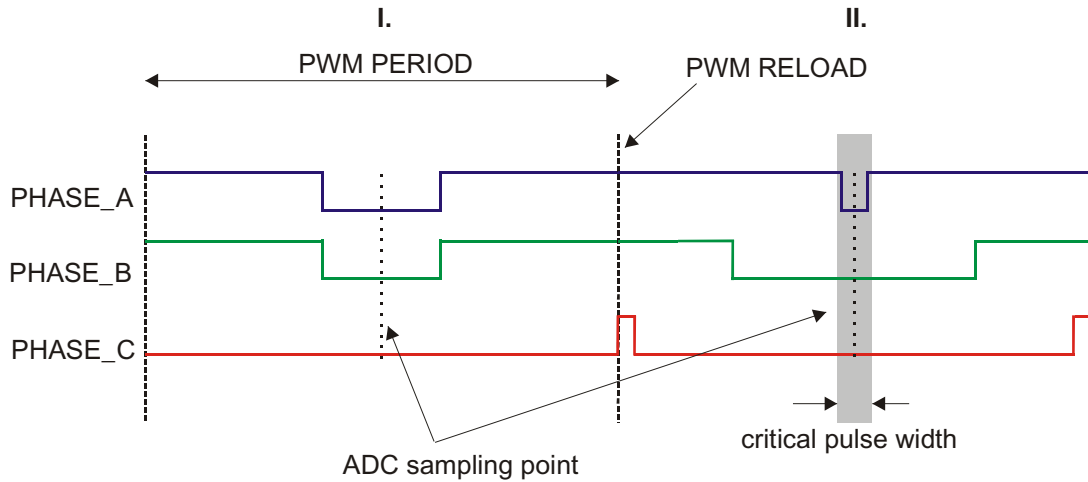 I.
II.
PWM PERIOD
PWM RELOAD
PHASE_A
PHASE_B
PHASE_C
critical pulse width
ADC sampling point